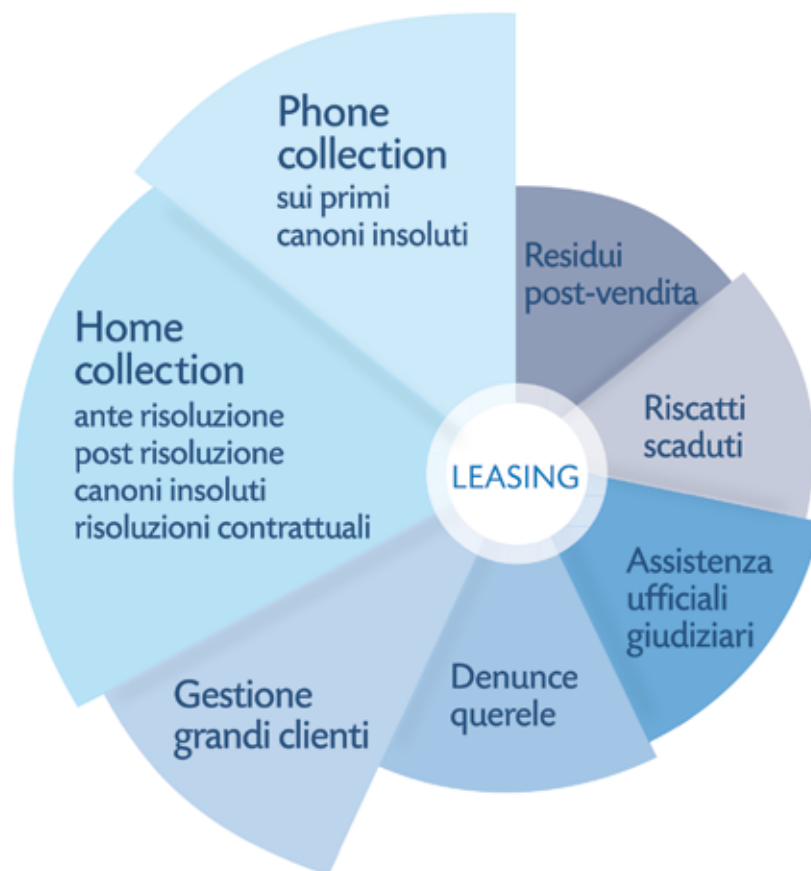 Phone
collection
sui primi
canoni insoluti
Residui
post-vendita
Home
collection
ante risoluzione
post risoluzione
canoni insoluti
risoluzioni contrattuali
Riscatti
scaduti
LEASING
Assistenza
ufficiali
giudiziari
Gestione
grandi clienti
Denunce
querele